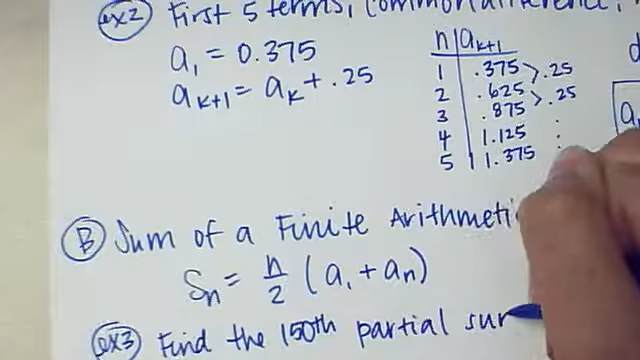 ex2 First 5 terms, common difference,
a₁ = 0.375
aₖ₊₁ = aₖ + .25
n | aₖ₊₁
1 .375 > .25
2 .625 > .25
3 .875
4 1.125
5 1.375
d
a
B Sum of a Finite Arithmeti
Sₙ = n/2 (a₁ + aₙ)
ex3 Find the 150th partial sum